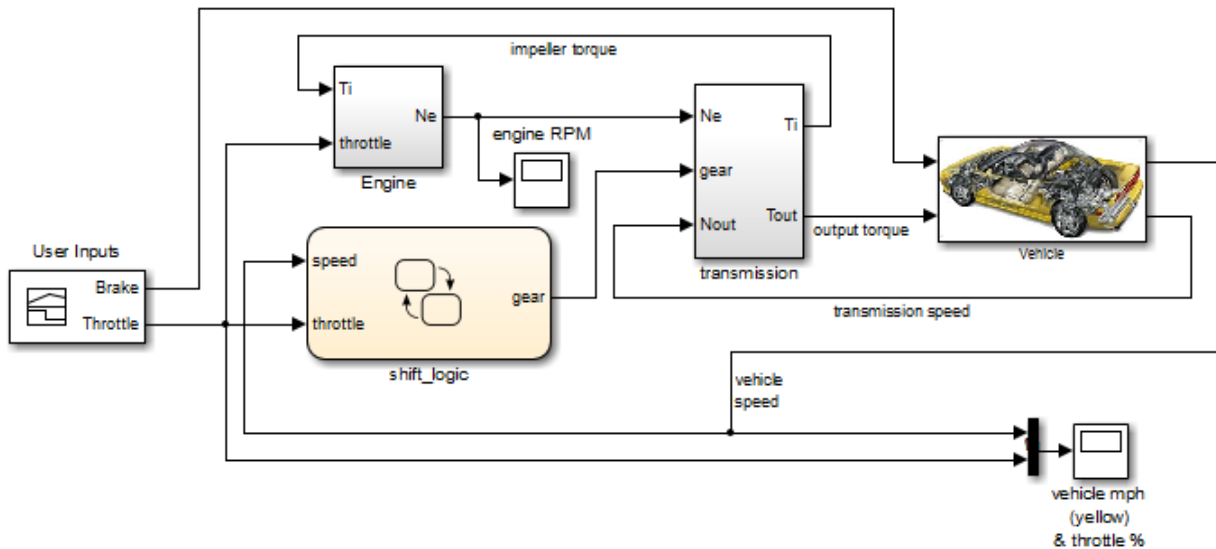 impeller torque
Ti
Ne
throttle
Engine
engine RPM
Ne
Ti
gear
Nout
Tout
transmission
output torque
Vehicle
transmission speed
User Inputs
Brake
Throttle
speed
gear
throttle
shift_logic
vehicle
speed
vehicle mph
(yellow)
& throttle %